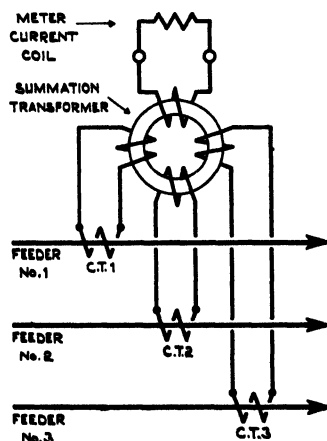 METER
CURRENT
COIL
SUMMATION
TRANSFORMER
FEEDER
No.1
C.T.1
FEEDER
No.2
C.T.2
FEEDER
No.3
C.T.3